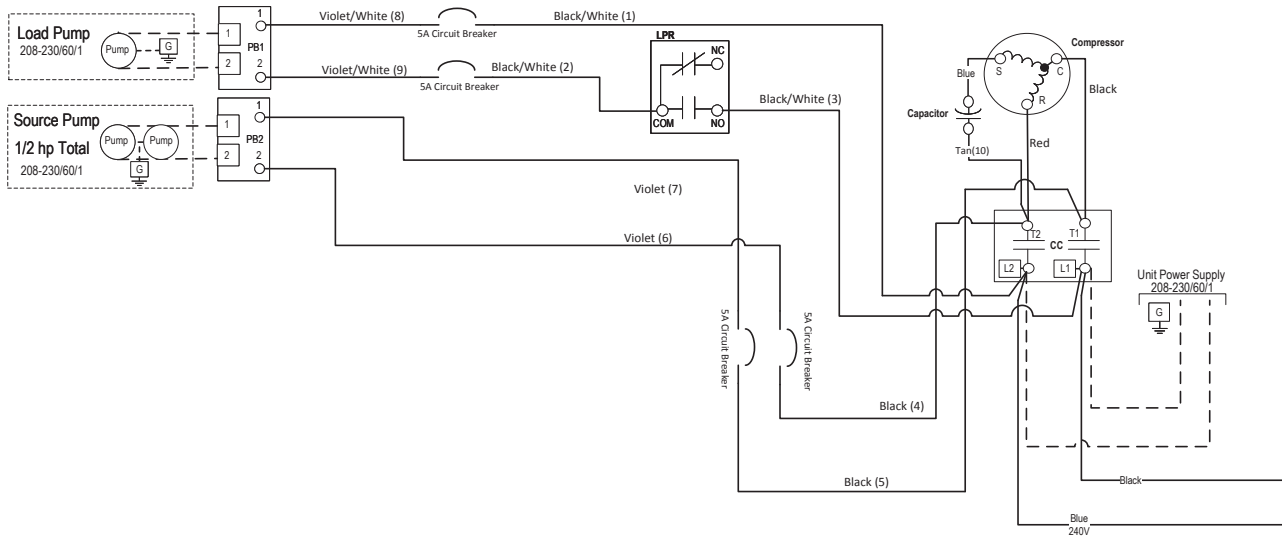 Load Pump
208-230/60/1
Pump
G
1
2
1
PB1
2
Violet/White (8)
5A Circuit Breaker
Black/White (1)
Violet/White (9)
5A Circuit Breaker
Black/White (2)
LPR
NC
COM
NO
Black/White (3)
Compressor
S
C
R
Blue
Black
Capacitor
Tan(10)
Red
Source Pump
1/2 hp Total
208-230/60/1
Pump
Pump
G
1
2
1
PB2
2
Violet (7)
Violet (6)
T2
T1
CC
L2
L1
Unit Power Supply
208-230/60/1
G
5A Circuit Breaker
5A Circuit Breaker
Black (4)
Black (5)
Black
Blue
240V